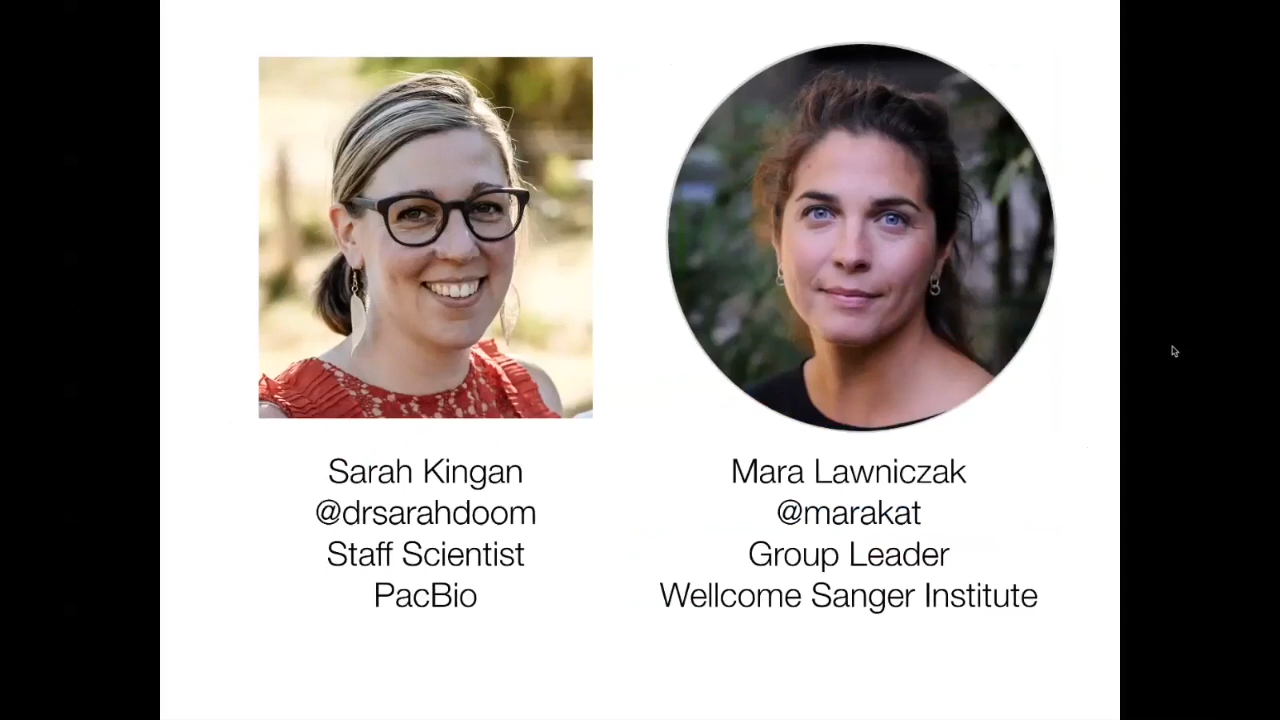 Sarah Kingan
@drsarahdoom
Staff Scientist
PacBio
Mara Lawniczak
@marakat
Group Leader
Wellcome Sanger Institute